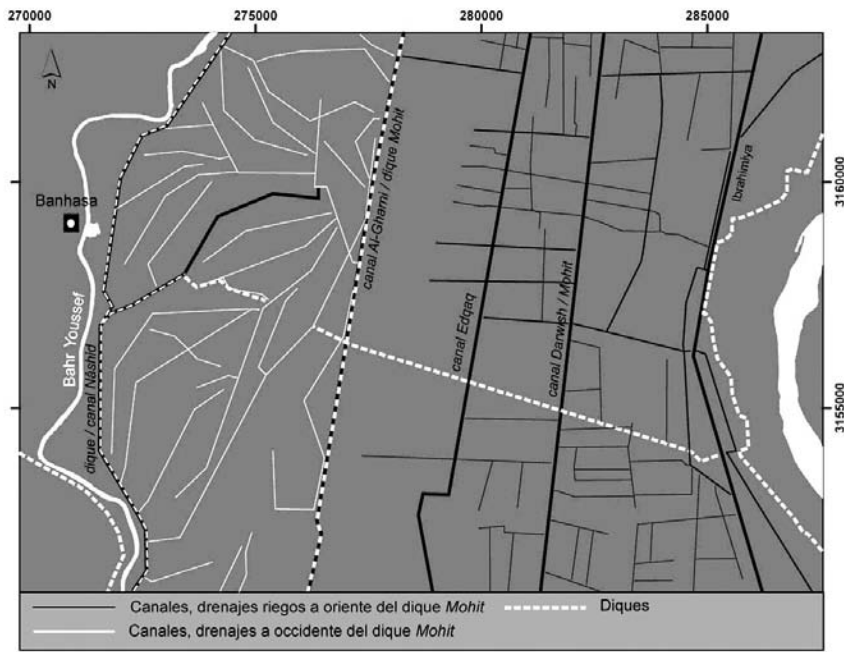 270000 275000 280000 285000
N
Ibrahimiya
3160000
Banhasa
canal Al-Gharni / dique Mohit
canal Edqaq
canal Darwish / Mohit
Bahr Youssef
dique / canal Nâshid
3155000
Canales, drenajes riegos a oriente del dique Mohit
Diques
Canales, drenajes a occidente del dique Mohit